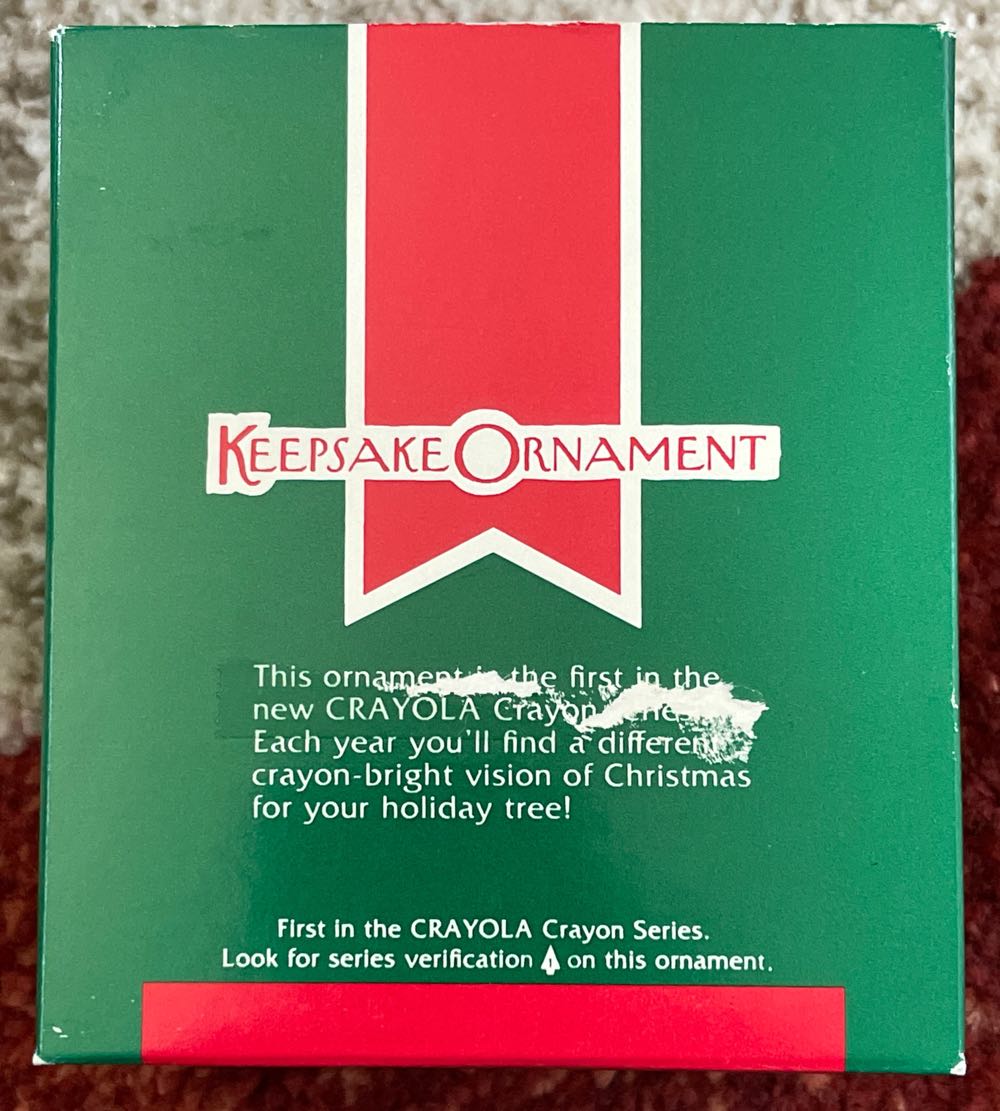 KEEPSAKE ORNAMENT
This ornament is the first in the
new CRAYOLA Crayon
Each year you'll find a different
crayon-bright vision of Christmas
for your holiday tree!
First in the CRAYOLA Crayon Series.
Look for series verification 1 on this ornament.